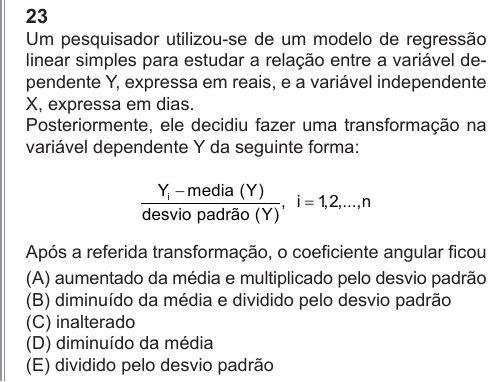 23
Um pesquisador utilizou-se de um modelo de regressão
linear simples para estudar a relação entre a variável de-
pendente Y, expressa em reais, e a variável independente
X, expressa em dias.
Posteriormente, ele decidiu fazer uma transformação na
variável dependente Y da seguinte forma:
Yᵢ – media (Y)
desvio padrão (Y)
, i = 1,2,...,n
Após a referida transformação, o coeficiente angular ficou
(A) aumentado da média e multiplicado pelo desvio padrão
(B) diminuído da média e dividido pelo desvio padrão
(C) inalterado
(D) diminuído da média
(E) dividido pelo desvio padrão